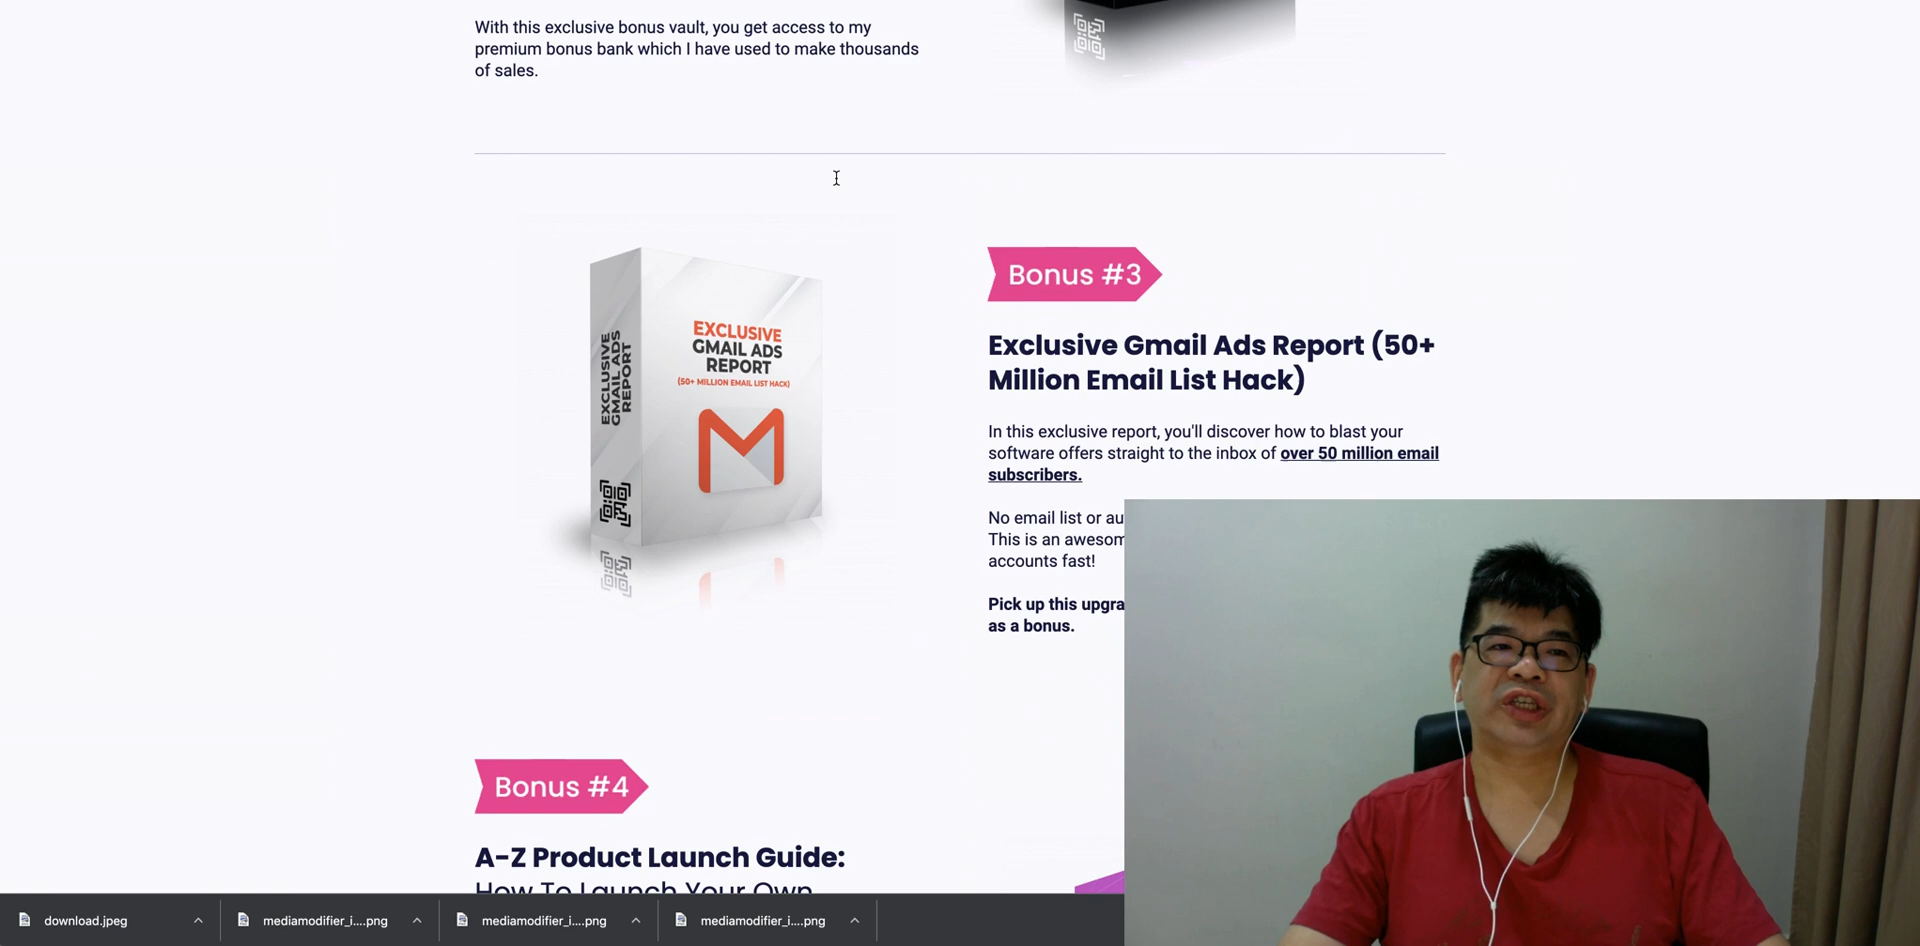 With this exclusive bonus vault, you get access to my
premium bonus bank which I have used to make thousands
of sales.
EXCLUSIVE
GMAIL ADS
REPORT
EXCLUSIVE
GMAIL ADS
REPORT
(50+ MILLION EMAIL LIST HACK)
Bonus #3
Exclusive Gmail Ads Report (50+
Million Email List Hack)
In this exclusive report, you'll discover how to blast your
software offers straight to the inbox of over 50 million email
subscribers.
No email list or
This is an
accounts fast!
Pick up this
as a bonus.
Bonus #4
A-Z Product Launch Guide:
How To Launch Your Own
download.jpeg
mediamodifier_i....png
mediamodifier_i....png
mediamodifier_i....png